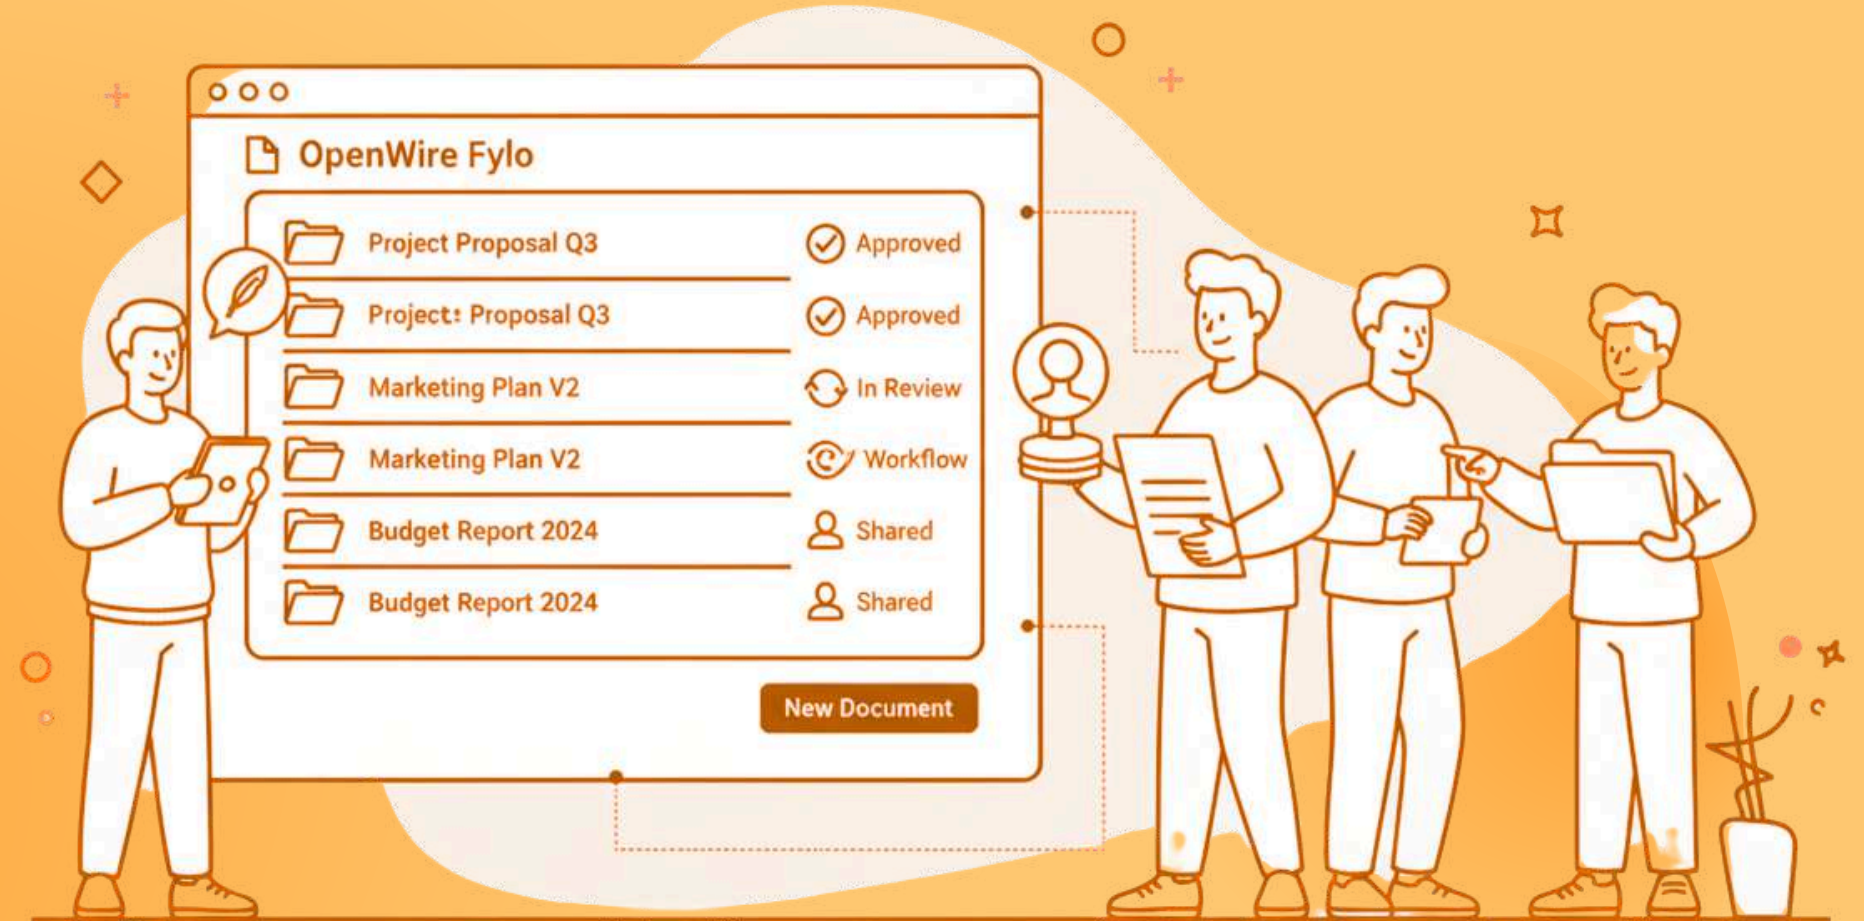 OpenWire Fylo
Project Proposal Q3
Approved
Project: Proposal Q3
Approved
Marketing Plan V2
In Review
Marketing Plan V2
Workflow
Budget Report 2024
Shared
Budget Report 2024
Shared
New Document